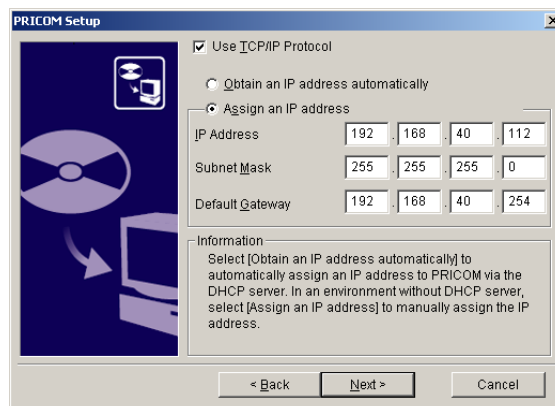 PRICOM Setup
Use TCP/IP Protocol
Obtain an IP address automatically
Assign an IP address
IP Address 192 . 168 . 40 . 112
Subnet Mask 255 . 255 . 255 . 0
Default Gateway 192 . 168 . 40 . 254
Information
Select [Obtain an IP address automatically] to
automatically assign an IP address to PRICOM via the
DHCP server. In an environment without DHCP server,
select [Assign an IP address] to manually assign the IP
address.
< Back Next > Cancel